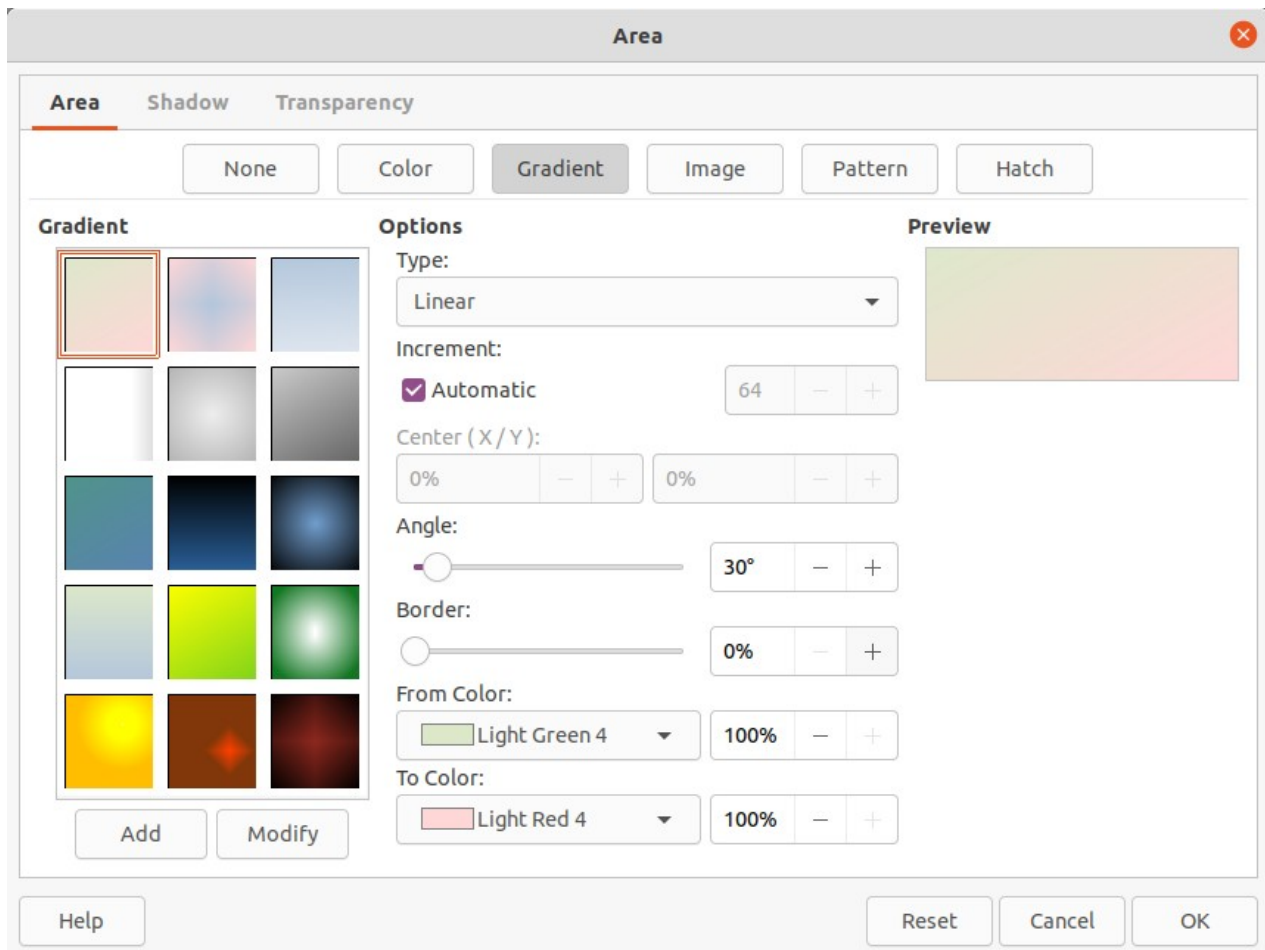 Area
Area Shadow Transparency
None Color Gradient Image Pattern Hatch
Gradient Options Preview
Type:
Linear
Increment:
Automatic 64 − +
Center ( X / Y ):
0% − + 0% − +
Angle:
30° − +
Border:
0% − +
From Color:
Light Green 4 100% − +
To Color:
Light Red 4 100% − +
Add Modify
Help Reset Cancel OK